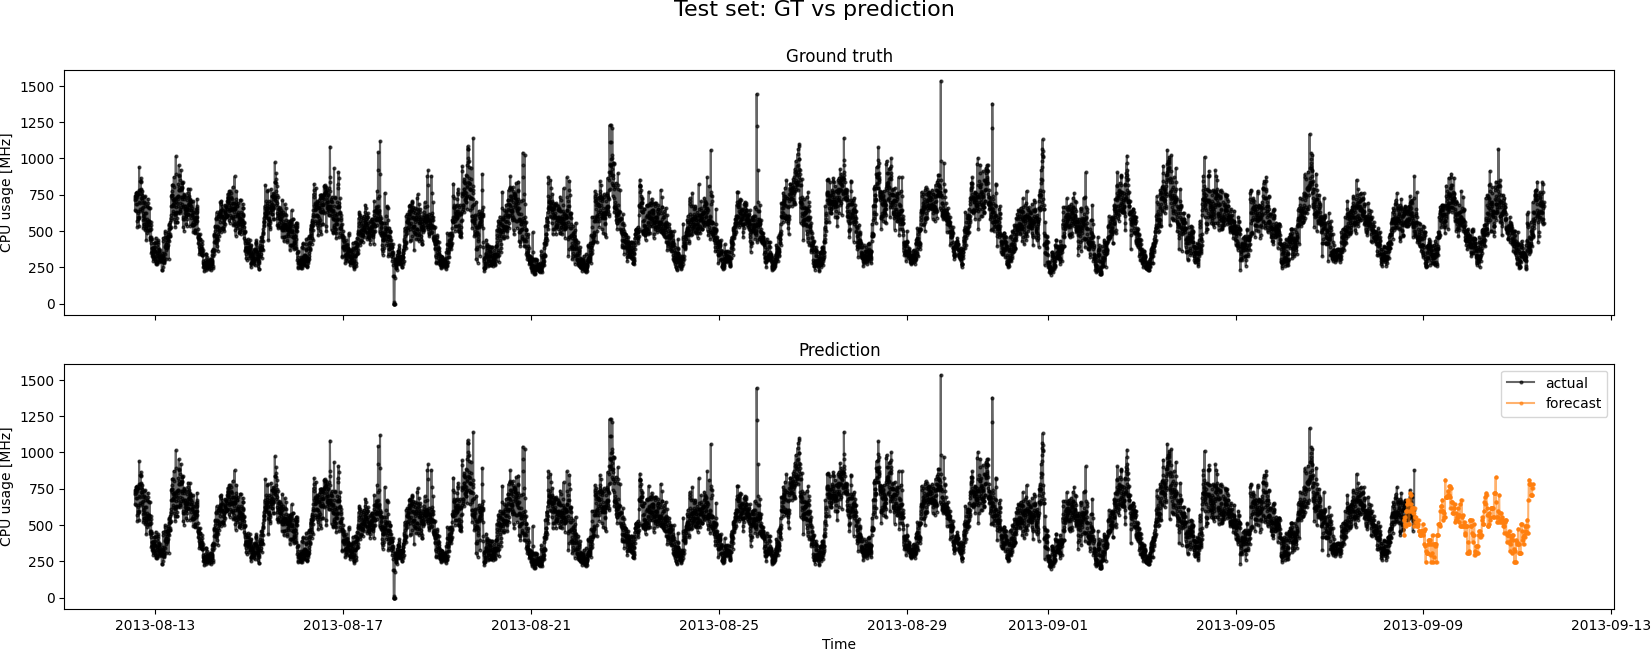 Test set: GT vs prediction
Ground truth
1500
1250
1000
750
500
250
0
CPU usage [MHz]
Prediction
1500
1250
1000
750
500
250
0
CPU usage [MHz]
actual
forecast
2013-08-13 2013-08-17 2013-08-21 2013-08-25 2013-08-29 2013-09-01 2013-09-05 2013-09-09 2013-09-13
Time